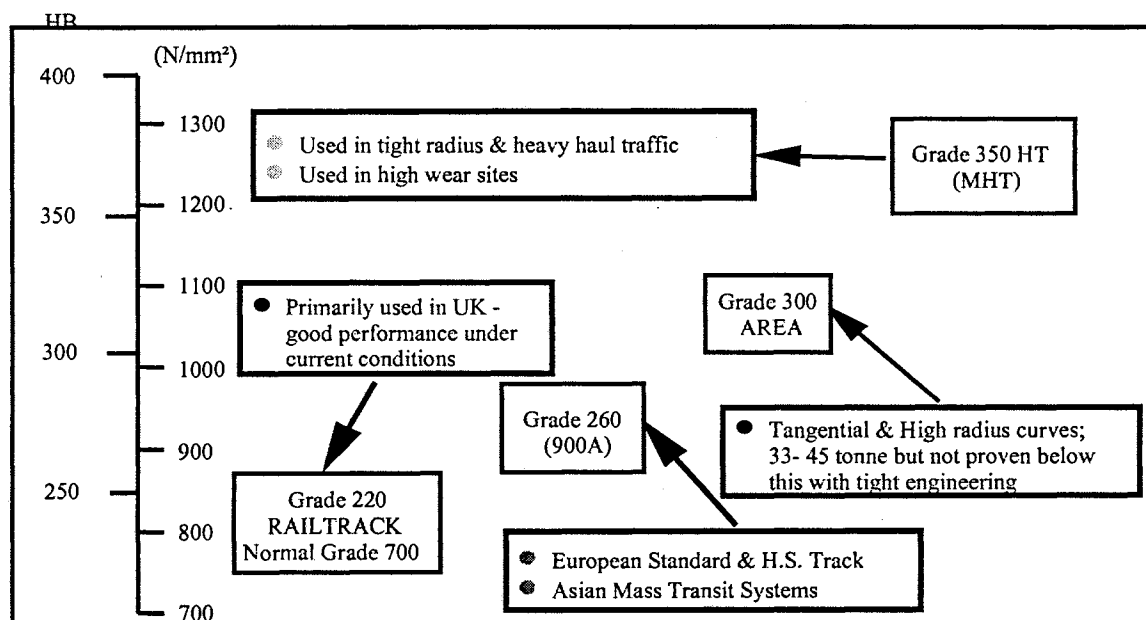 HB
(N/mm²)
400
1300
1200
350
1100
300
1000
900
250
800
700
Used in tight radius & heavy haul traffic
Used in high wear sites
Grade 350 HT
(MHT)
Primarily used in UK -
good performance under
current conditions
Grade 300
AREA
Grade 260
(900A)
Tangential & High radius curves;
33- 45 tonne but not proven below
this with tight engineering
Grade 220
RAILTRACK
Normal Grade 700
European Standard & H.S. Track
Asian Mass Transit Systems